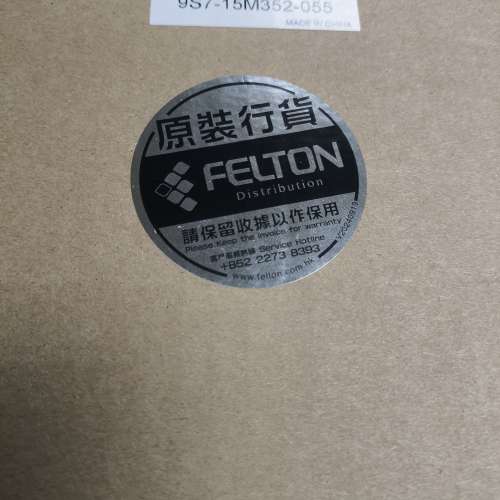 9S7-15M352-055
MADE IN CHINA
原裝行貨
FELTON
Distribution
請保留收據以作保用
Please keep the invoice for warranty
客戶服務熱線 Service Hotline
+852 2273 8393
www.felton.com.hk
V20240919